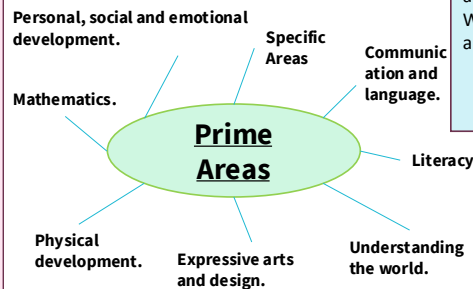 Personal, social and emotional
development.
Specific
Areas
Communic
ation and
language.
W
a
Mathematics.
Prime
Areas
Literacy
Physical
development.
Expressive arts
and design.
Understanding
the world.